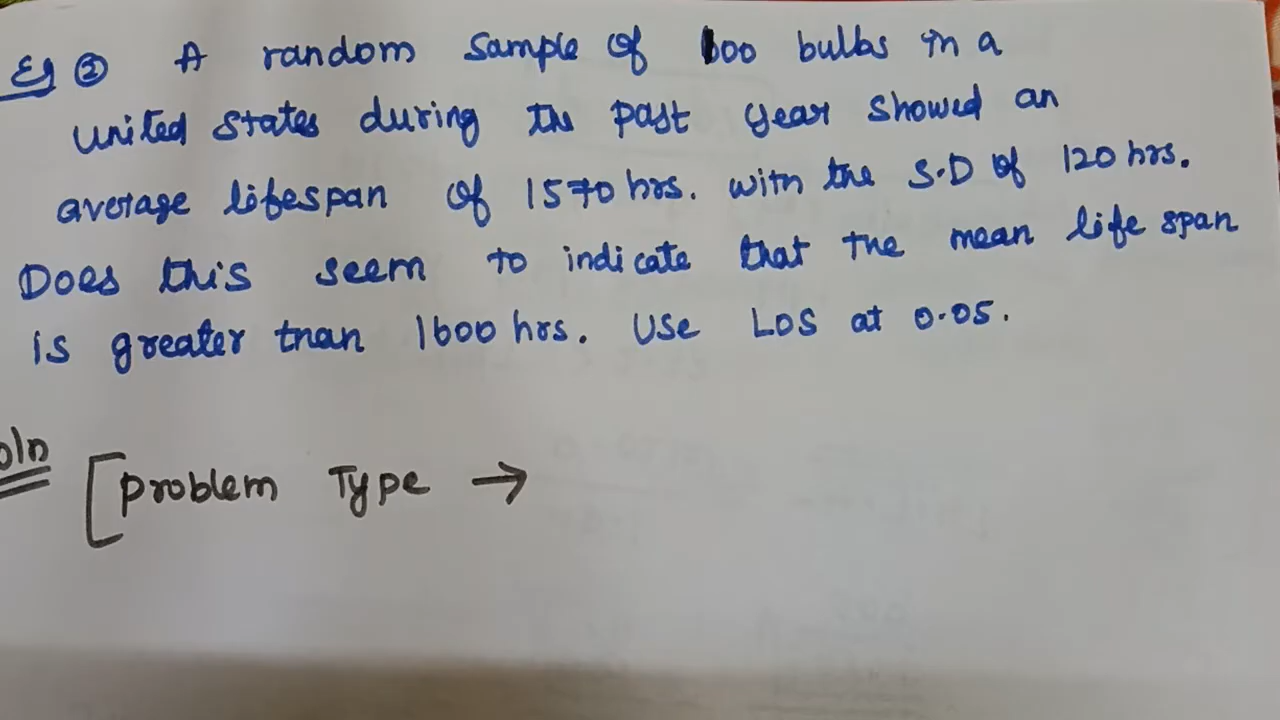 Eg ② A random sample of 100 bulbs in a
united states during the past year showed an
average lifespan of 1570 hrs. with the S.D of 120 hrs.
Does this seem to indicate that the mean life span
is greater than 1600 hrs. Use LOS at 0.05.
oln [Problem Type →